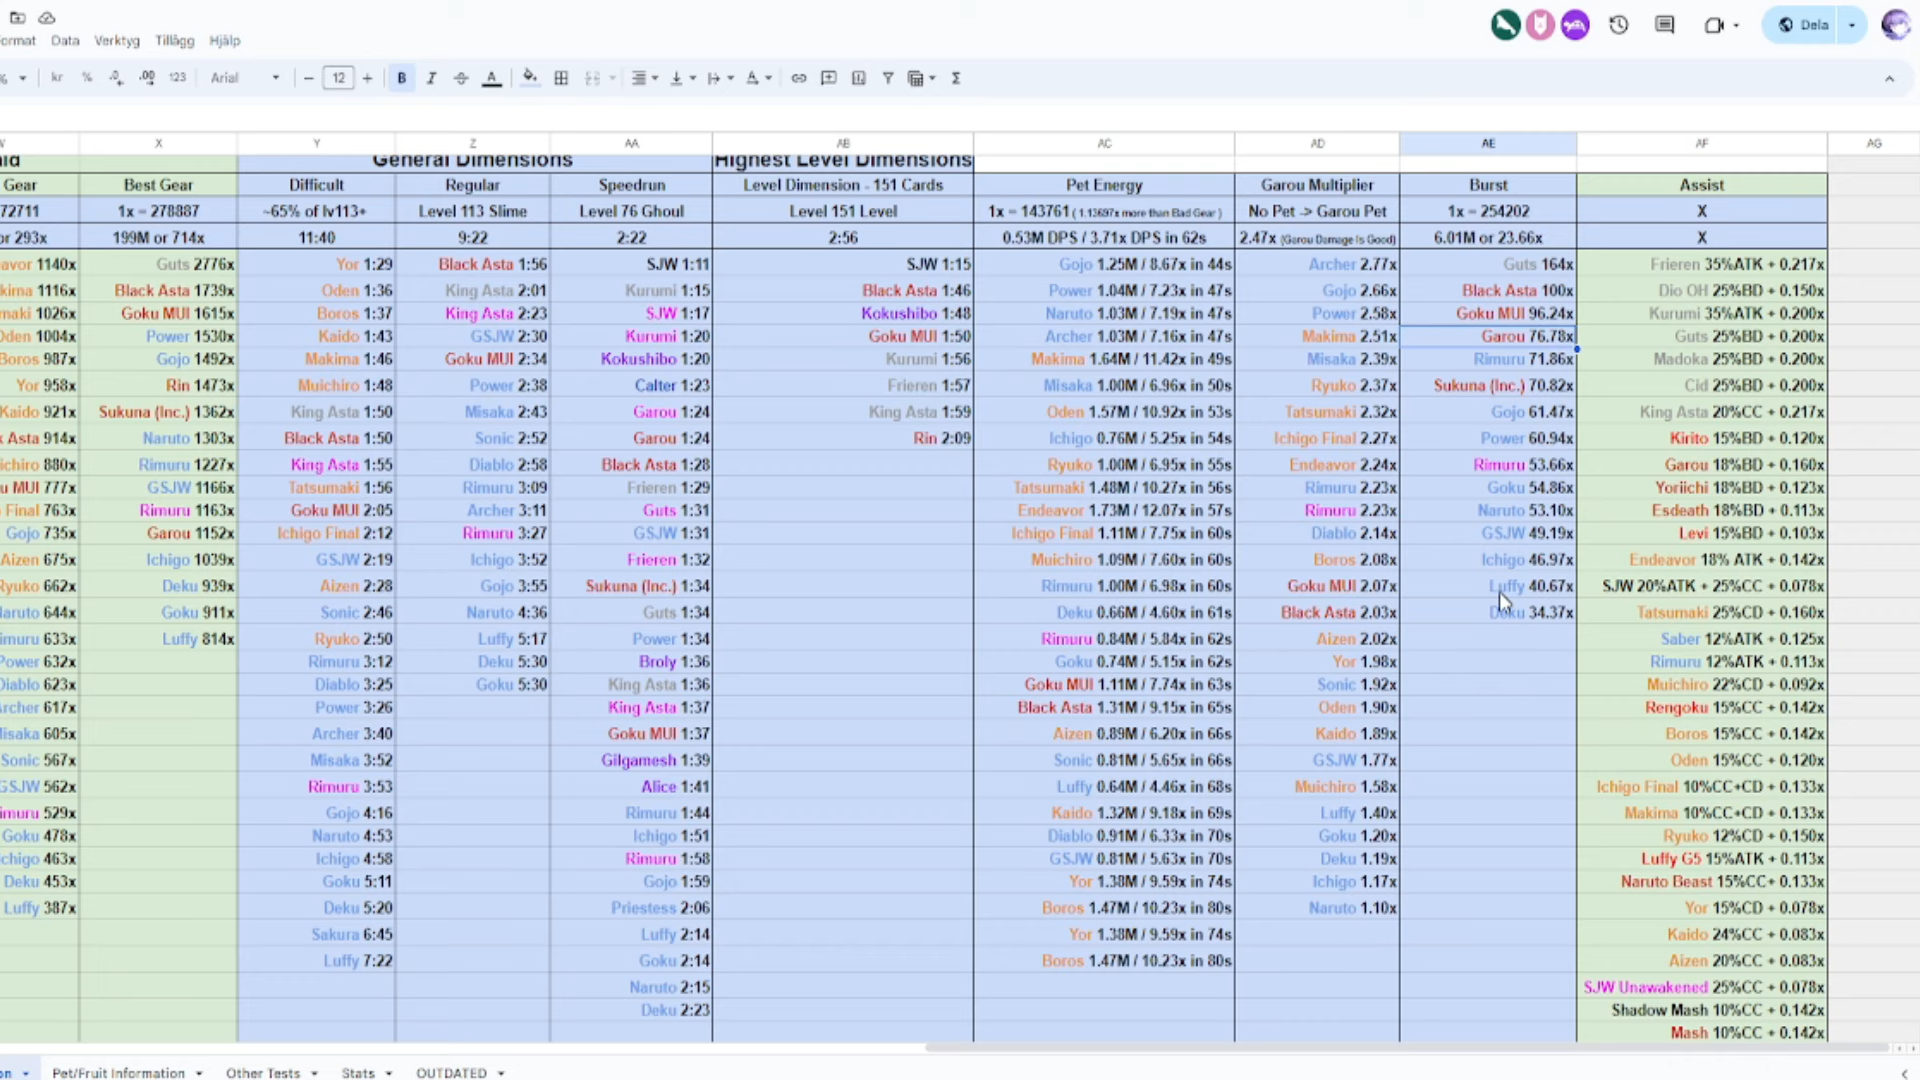 Data Verktyg Tillägg Hjälp Dela
kr % .0 .00 123 Arial − 12 + B I A Σ
X Y Z AA AB AC AD AE AF AG
General Dimensions Highest Level Dimensions
Gear Best Gear Difficult Regular Speedrun Level Dimension - 151 Cards Pet Energy Garou Multiplier Burst Assist
72711 1x = 278887 ~65% of lv113+ Level 113 Slime Level 76 Ghoul Level 151 Level 1x = 143761 ( 1.13697x more than Bad Gear ) No Pet -> Garou Pet 1x = 254202 X
or 293x 199M or 714x 11:40 9:22 2:22 2:56 0.53M DPS / 3.71x DPS in 62s 2.47x (Garou Damage Is Good) 6.01M or 23.66x X
avor 1140x Guts 2776x Yor 1:29 Black Asta 1:56 SJW 1:11 SJW 1:15 Gojo 1.25M / 8.67x in 44s Archer 2.77x Guts 164x Frieren 35%ATK + 0.217x
kima 1116x Black Asta 1739x Oden 1:36 King Asta 2:01 Kurumi 1:15 Black Asta 1:46 Power 1.04M / 7.23x in 47s Gojo 2.66x Black Asta 100x Dio OH 25%BD + 0.150x
maki 1026x Goku MUI 1615x Boros 1:37 King Asta 2:23 SJW 1:17 Kokushibo 1:48 Naruto 1.03M / 7.19x in 47s Power 2.58x Goku MUI 96.24x Kurumi 35%ATK + 0.200x
Oden 1004x Power 1530x Kaido 1:43 GSJW 2:30 Kurumi 1:20 Goku MUI 1:50 Archer 1.03M / 7.16x in 47s Makima 2.51x Garou 76.78x Guts 25%BD + 0.200x
Boros 987x Gojo 1492x Makima 1:46 Goku MUI 2:34 Kokushibo 1:20 Kurumi 1:56 Makima 1.64M / 11.42x in 49s Misaka 2.39x Rimuru 71.86x Madoka 25%BD + 0.200x
Yor 958x Rin 1473x Muichiro 1:48 Power 2:38 Calter 1:23 Frieren 1:57 Misaka 1.00M / 6.96x in 50s Ryuko 2.37x Sukuna (Inc.) 70.82x Cid 25%BD + 0.200x
Kaido 921x Sukuna (Inc.) 1362x King Asta 1:50 Misaka 2:43 Garou 1:24 King Asta 1:59 Oden 1.57M / 10.92x in 53s Tatsumaki 2.32x Gojo 61.47x King Asta 20%CC + 0.217x
k Asta 914x Naruto 1303x Black Asta 1:50 Sonic 2:52 Garou 1:24 Rin 2:09 Ichigo 0.76M / 5.25x in 54s Ichigo Final 2.27x Power 60.94x Kirito 15%BD + 0.120x
ichiro 880x Rimuru 1227x King Asta 1:55 Diablo 2:58 Black Asta 1:28 Ryuko 1.00M / 6.95x in 55s Endeavor 2.24x Rimuru 53.66x Garou 18%BD + 0.160x
u MUI 777x GSJW 1166x Tatsumaki 1:56 Rimuru 3:09 Frieren 1:29 Tatsumaki 1.48M / 10.27x in 56s Rimuru 2.23x Goku 54.86x Yoriichi 18%BD + 0.123x
Final 763x Rimuru 1163x Goku MUI 2:05 Archer 3:11 Guts 1:31 Endeavor 1.73M / 12.07x in 57s Rimuru 2.23x Naruto 53.10x Esdeath 18%BD + 0.113x
Gojo 735x Garou 1152x Ichigo Final 2:12 Rimuru 3:27 GSJW 1:31 Ichigo Final 1.11M / 7.75x in 60s Diablo 2.14x GSJW 49.19x Levi 15%BD + 0.103x
Aizen 675x Ichigo 1039x GSJW 2:19 Ichigo 3:52 Frieren 1:32 Muichiro 1.09M / 7.60x in 60s Boros 2.08x Ichigo 46.97x Endeavor 18% ATK + 0.142x
Ryuko 662x Deku 939x Aizen 2:28 Gojo 3:55 Sukuna (Inc.) 1:34 Rimuru 1.00M / 6.98x in 60s Goku MUI 2.07x Luffy 40.67x SJW 20%ATK + 25%CC + 0.078x
aruto 644x Goku 911x Sonic 2:46 Naruto 4:36 Guts 1:34 Deku 0.66M / 4.60x in 61s Black Asta 2.03x Deku 34.37x Tatsumaki 25%CD + 0.160x
imuru 633x Luffy 814x Ryuko 2:50 Luffy 5:17 Power 1:34 Rimuru 0.84M / 5.84x in 62s Aizen 2.02x Saber 12%ATK + 0.125x
Power 632x Rimuru 3:12 Deku 5:30 Broly 1:36 Goku 0.74M / 5.15x in 62s Yor 1.98x Rimuru 12%ATK + 0.113x
Diablo 623x Diablo 3:25 Goku 5:30 King Asta 1:36 Goku MUI 1.11M / 7.74x in 63s Sonic 1.92x Muichiro 22%CD + 0.092x
Archer 617x Power 3:26 King Asta 1:37 Black Asta 1.31M / 9.15x in 65s Oden 1.90x Rengoku 15%CC + 0.142x
lisaka 605x Archer 3:40 Goku MUI 1:37 Aizen 0.89M / 6.20x in 66s Kaido 1.89x Boros 15%CC + 0.142x
Sonic 567x Misaka 3:52 Gilgamesh 1:39 Sonic 0.81M / 5.65x in 66s GSJW 1.77x Oden 15%CC + 0.120x
GSJW 562x Rimuru 3:53 Alice 1:41 Luffy 0.64M / 4.46x in 68s Muichiro 1.58x Ichigo Final 10%CC+CD + 0.133x
imuru 529x Gojo 4:16 Rimuru 1:44 Kaido 1.32M / 9.18x in 69s Luffy 1.40x Makima 10%CC+CD + 0.133x
Goku 478x Naruto 4:53 Ichigo 1:51 Diablo 0.91M / 6.33x in 70s Goku 1.20x Ryuko 12%CD + 0.150x
chigo 463x Ichigo 4:58 Rimuru 1:58 GSJW 0.81M / 5.63x in 70s Deku 1.19x Luffy G5 15%ATK + 0.113x
Deku 453x Goku 5:11 Gojo 1:59 Yor 1.38M / 9.59x in 74s Ichigo 1.17x Naruto Beast 15%CC+ 0.133x
Luffy 387x Deku 5:20 Priestess 2:06 Boros 1.47M / 10.23x in 80s Naruto 1.10x Yor 15%CD + 0.078x
Sakura 6:45 Luffy 2:14 Yor 1.38M / 9.59x in 74s Kaido 24%CC + 0.083x
Luffy 7:22 Goku 2:14 Boros 1.47M / 10.23x in 80s Aizen 20%CC + 0.083x
Naruto 2:15 SJW Unawakened 25%CC + 0.078x
Deku 2:23 Shadow Mash 10%CC + 0.142x
Mash 10%CC + 0.142x
on Pet/Fruit Information Other Tests Stats OUTDATED